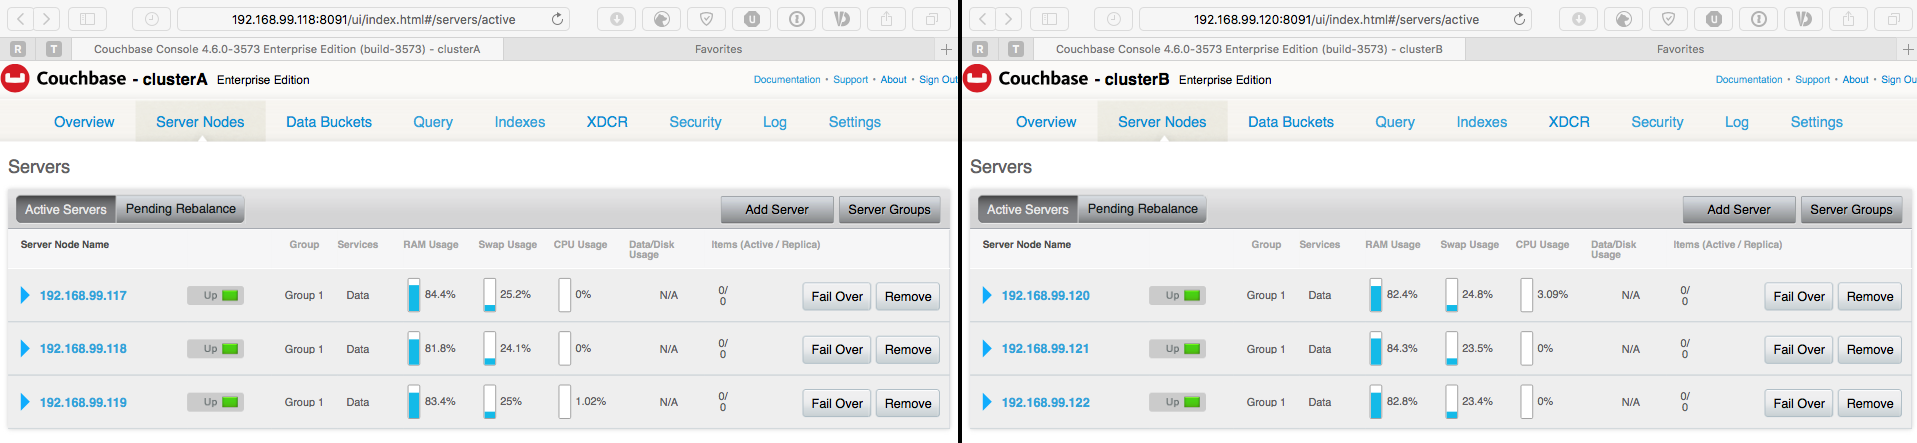 192.168.99.118:8091/ui/index.html#/servers/active
R
T
Couchbase Console 4.6.0-3573 Enterprise Edition (build-3573) - clusterA
Favorites
+
Couchbase - clusterA Enterprise Edition
Documentation • Support • About • Sign Out
Overview Server Nodes Data Buckets Query Indexes XDCR Security Log Settings
Servers
Active Servers Pending Rebalance Add Server Server Groups
Server Node Name Group Services RAM Usage Swap Usage CPU Usage Data/Disk Usage Items (Active / Replica)
192.168.99.117 Up Group 1 Data 84.4% 25.2% 0% N/A 0/ 0 Fail Over Remove
192.168.99.118 Up Group 1 Data 81.8% 24.1% 0% N/A 0/ 0 Fail Over Remove
192.168.99.119 Up Group 1 Data 83.4% 25% 1.02% N/A 0/ 0 Fail Over Remove
192.168.99.120:8091/ui/index.html#/servers/active
R
T
Couchbase Console 4.6.0-3573 Enterprise Edition (build-3573) - clusterB
Favorites
+
Couchbase - clusterB Enterprise Edition
Documentation • Support • About • Sign Ou
Overview Server Nodes Data Buckets Query Indexes XDCR Security Log Settings
Servers
Active Servers Pending Rebalance Add Server Server Groups
Server Node Name Group Services RAM Usage Swap Usage CPU Usage Data/Disk Usage Items (Active / Replica)
192.168.99.120 Up Group 1 Data 82.4% 24.8% 3.09% N/A 0/ 0 Fail Over Remove
192.168.99.121 Up Group 1 Data 84.3% 23.5% 0% N/A 0/ 0 Fail Over Remove
192.168.99.122 Up Group 1 Data 82.8% 23.4% 0% N/A 0/ 0 Fail Over Remove